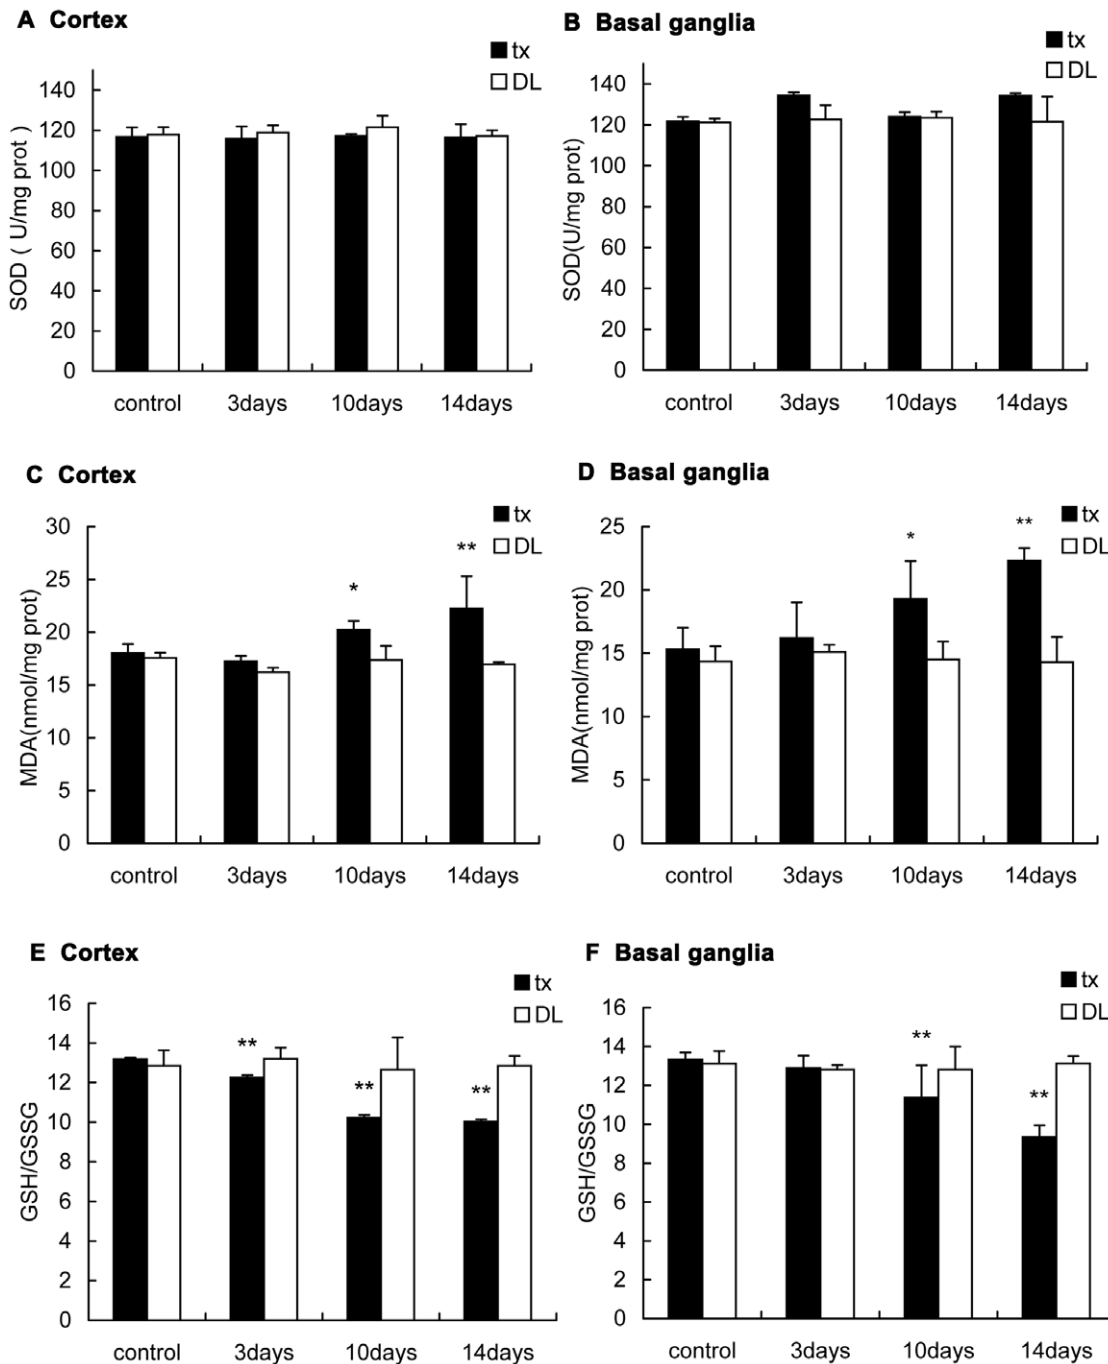 A Cortex
tx
DL
SOD ( U/mg prot )
140
120
100
80
60
40
20
0
control 3days 10days 14days
B Basal ganglia
tx
DL
SOD(U/mg prot)
140
120
100
80
60
40
20
0
control 3days 10days 14days
C Cortex
tx
DL
MDA(nmol/mg prot)
30
25
20
15
10
5
0
* **
control 3days 10days 14days
D Basal ganglia
tx
DL
MDA(nmol/mg prot)
25
20
15
10
5
0
* **
control 3days 10days 14days
E Cortex
tx
DL
GSH/GSSG
16
14
12
10
8
6
4
2
0
** ** **
control 3days 10days 14days
F Basal ganglia
tx
DL
GSH/GSSG
16
14
12
10
8
6
4
2
0
** **
control 3days 10days 14days